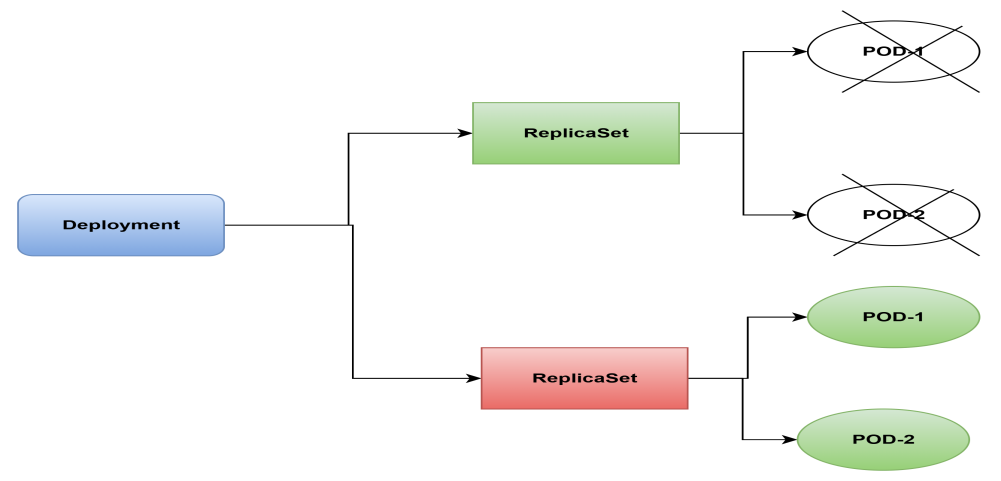 POD-1
ReplicaSet
POD-2
Deployment
POD-1
ReplicaSet
POD-2